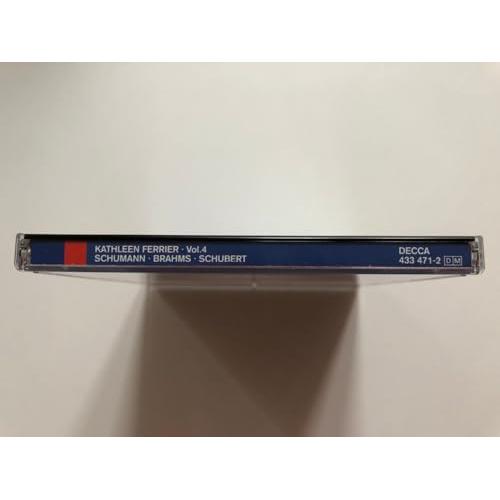 KATHLEEN FERRIER · Vol.4
SCHUMANN · BRAHMS · SCHUBERT
DECCA
433 471-2 DM